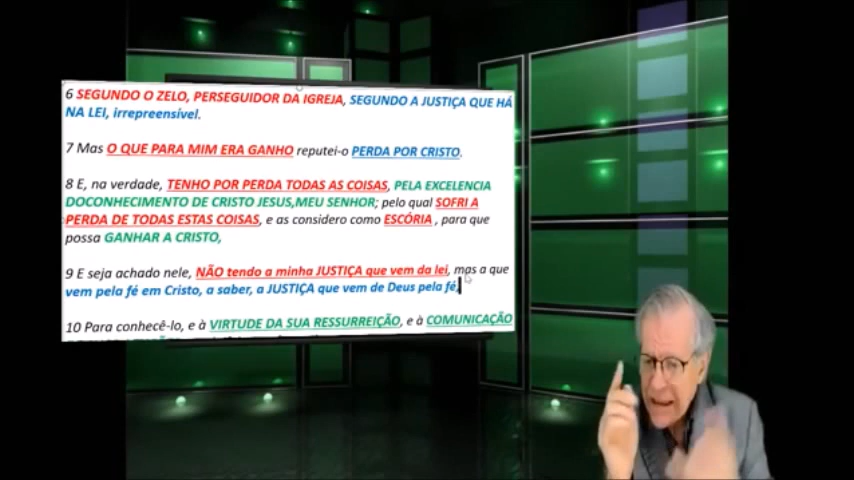 6 SEGUNDO O ZELO, PERSEGUIDOR DA IGREJA, SEGUNDO A JUSTIÇA QUE HÁ
NA LEI, irrepreensível.
7 Mas O QUE PARA MIM ERA GANHO reputei-o PERDA POR CRISTO.
8 E, na verdade, TENHO POR PERDA TODAS AS COISAS, PELA EXCELENCIA
DOCONHECIMENTO DE CRISTO JESUS,MEU SENHOR; pelo qual SOFRI A
PERDA DE TODAS ESTAS COISAS, e as considero como ESCÓRIA , para que
possa GANHAR A CRISTO,
9 E seja achado nele, NÃO tendo a minha JUSTIÇA que vem da lei, mas a que
vem pela fé em Cristo, a saber, a JUSTIÇA que vem de Deus pela fé,
10 Para conhecê-lo, e à VIRTUDE DA SUA RESSURREIÇÃO, e à COMUNICAÇÃO